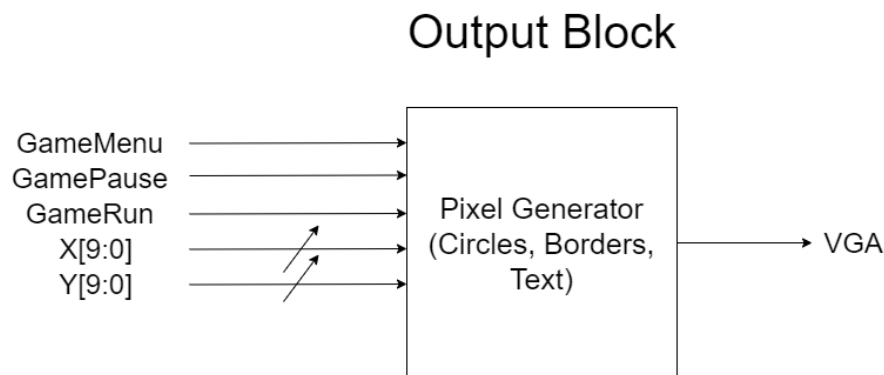 Output Block
GameMenu
GamePause
GameRun
X[9:0]
Y[9:0]
Pixel Generator
(Circles, Borders,
Text)
VGA